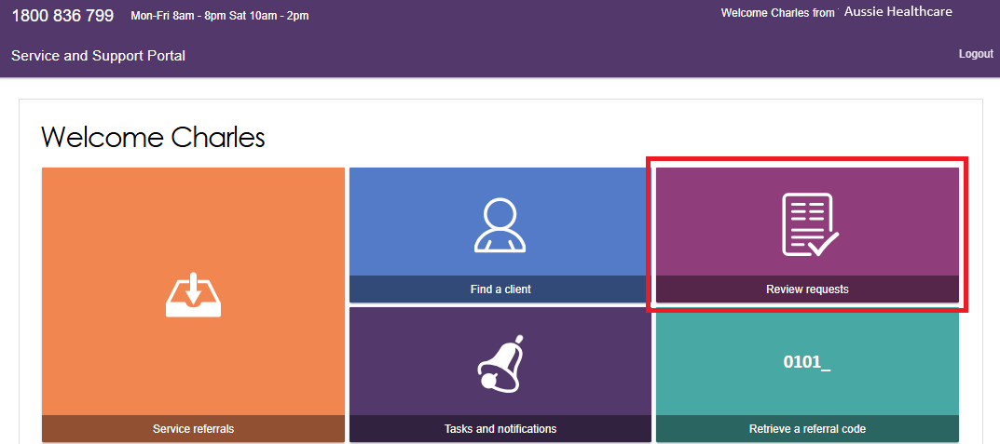 1800 836 799 Mon-Fri 8am - 8pm Sat 10am - 2pm
Welcome Charles from Aussie Healthcare
Service and Support Portal
Logout
Welcome Charles
Find a client
Review requests
0101_
Service referrals
Tasks and notifications
Retrieve a referral code